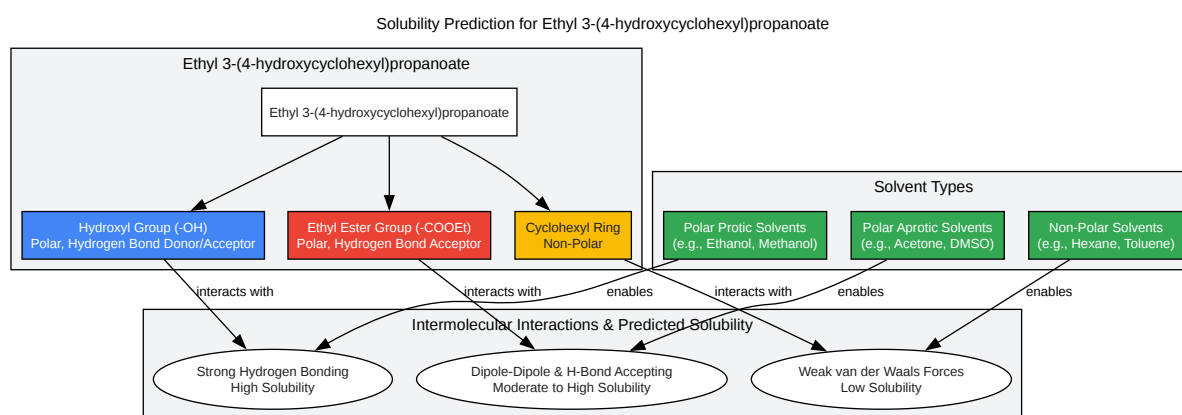 Solubility Prediction for Ethyl 3-(4-hydroxycyclohexyl)propanoate
Ethyl 3-(4-hydroxycyclohexyl)propanoate
Ethyl 3-(4-hydroxycyclohexyl)propanoate
Solvent Types
Hydroxyl Group (-OH)
Polar, Hydrogen Bond Donor/Acceptor
Ethyl Ester Group (-COOEt)
Polar, Hydrogen Bond Acceptor
Cyclohexyl Ring
Non-Polar
Polar Protic Solvents
(e.g., Ethanol, Methanol)
Polar Aprotic Solvents
(e.g., Acetone, DMSO)
Non-Polar Solvents
(e.g., Hexane, Toluene)
interacts with
interacts with
enables
interacts with
enables
enables
Intermolecular Interactions & Predicted Solubility
Strong Hydrogen Bonding
High Solubility
Dipole-Dipole & H-Bond Accepting
Moderate to High Solubility
Weak van der Waals Forces
Low Solubility